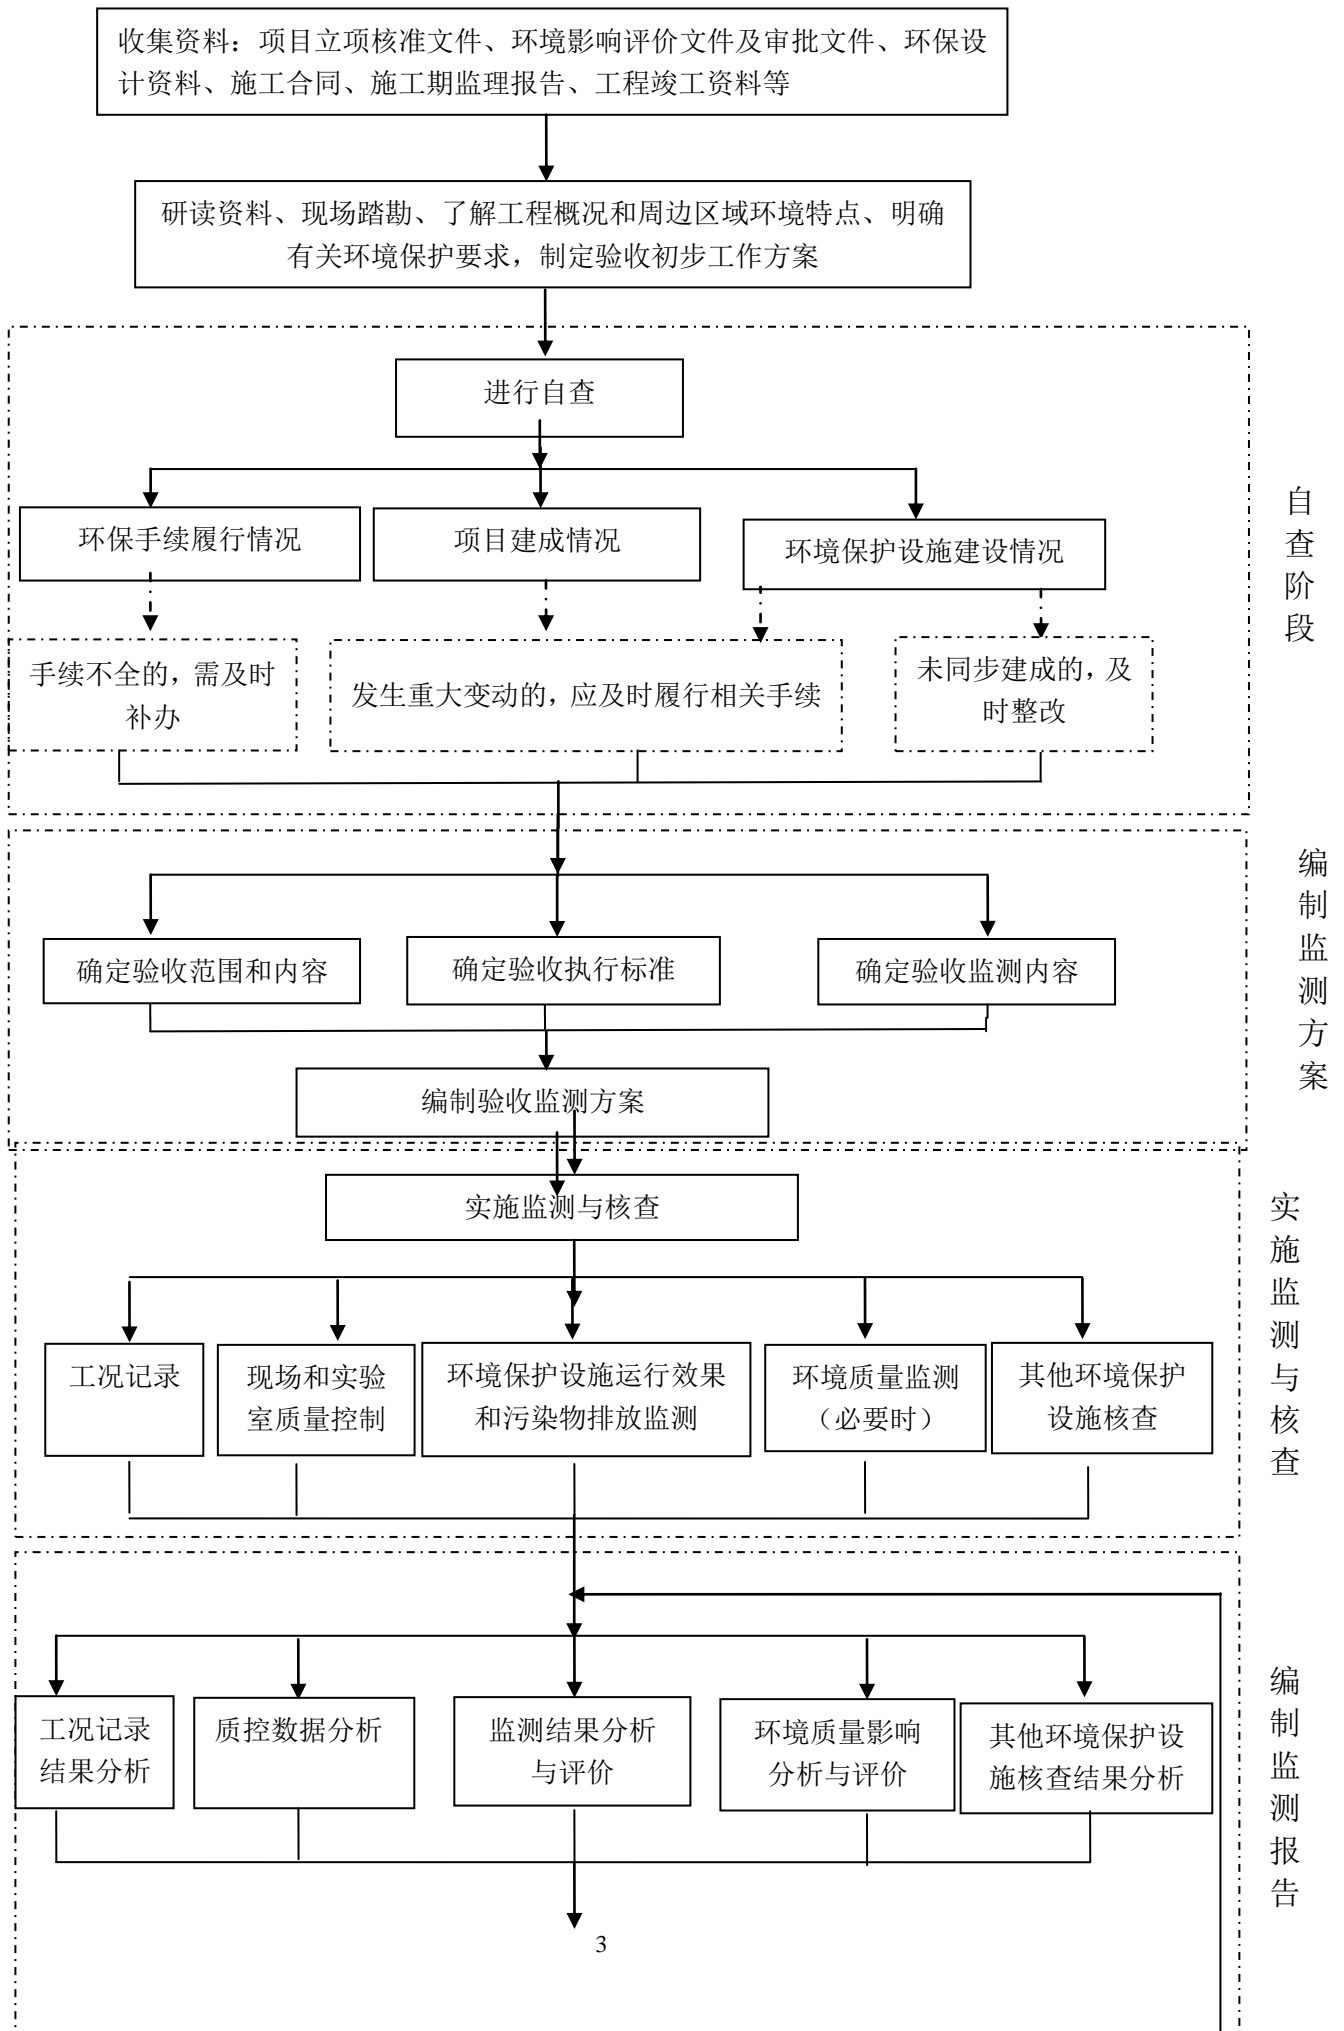 收集资料：项目立项核准文件、环境影响评价文件及审批文件、环保设
计资料、施工合同、施工期监理报告、工程竣工资料等
研读资料、现场踏勘、了解工程概况和周边区域环境特点、明确
有关环境保护要求，制定验收初步工作方案
进行自查
环保手续履行情况
项目建成情况
环境保护设施建设情况
手续不全的，需及时
补办
发生重大变动的，应及时履行相关手续
未同步建成的，及
时整改
自
查
阶
段
确定验收范围和内容
确定验收执行标准
确定验收监测内容
编制验收监测方案
编
制
监
测
方
案
实施监测与核查
工况记录
现场和实验
室质量控制
环境保护设施运行效果
和污染物排放监测
环境质量监测
（必要时）
其他环境保护
设施核查
实
施
监
测
与
核
查
工况记录
结果分析
质控数据分析
监测结果分析
与评价
环境质量影响
分析与评价
其他环境保护设
施核查结果分析
编
制
监
测
报
告
3